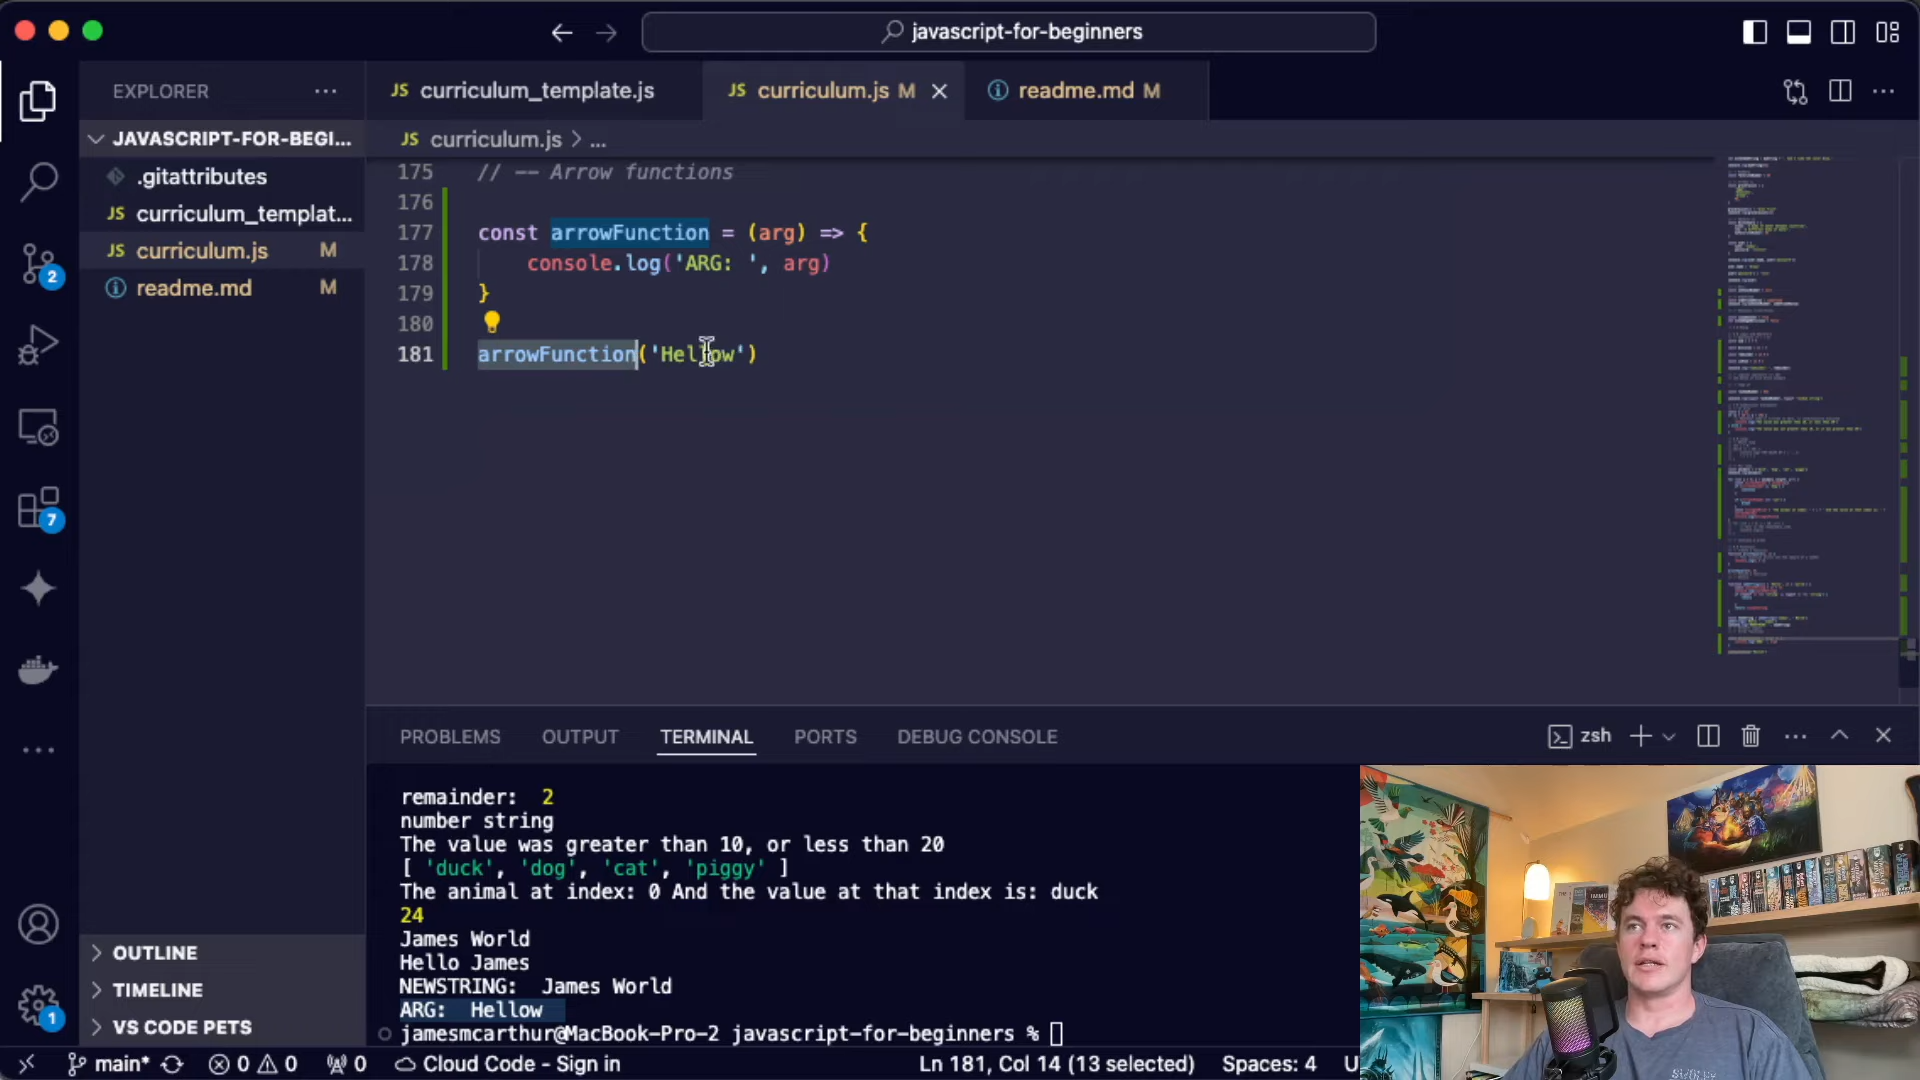 javascript-for-beginners
EXPLORER
JS curriculum_template.js
JS curriculum.js M
readme.md M
JAVASCRIPT-FOR-BEGI...
JS curriculum.js > ...
.gitattributes
JS curriculum_templat...
JS curriculum.js M
readme.md M
175 // -- Arrow functions
176
177 const arrowFunction = (arg) => {
178 console.log('ARG: ', arg)
179 }
180
181 arrowFunction('Hellow')
2
7
1
PROBLEMS OUTPUT TERMINAL PORTS DEBUG CONSOLE
zsh
remainder: 2
number string
The value was greater than 10, or less than 20
[ 'duck', 'dog', 'cat', 'piggy' ]
The animal at index: 0 And the value at that index is: duck
24
James World
Hello James
NEWSTRING: James World
ARG: Hellow
jamesmcarthur@MacBook-Pro-2 javascript-for-beginners %
OUTLINE
TIMELINE
VS CODE PETS
main* 0 0 0 Cloud Code - Sign in
Ln 181, Col 14 (13 selected) Spaces: 4 U